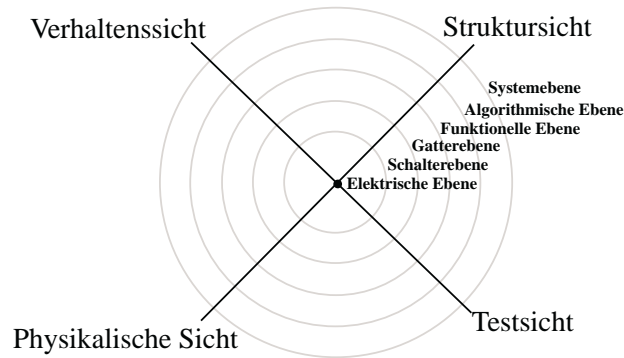 Verhaltenssicht
Struktursicht
Systemebene
Algorithmische Ebene
Funktionelle Ebene
Gatterebene
Schalterebene
Elektrische Ebene
Physikalische Sicht
Testsicht